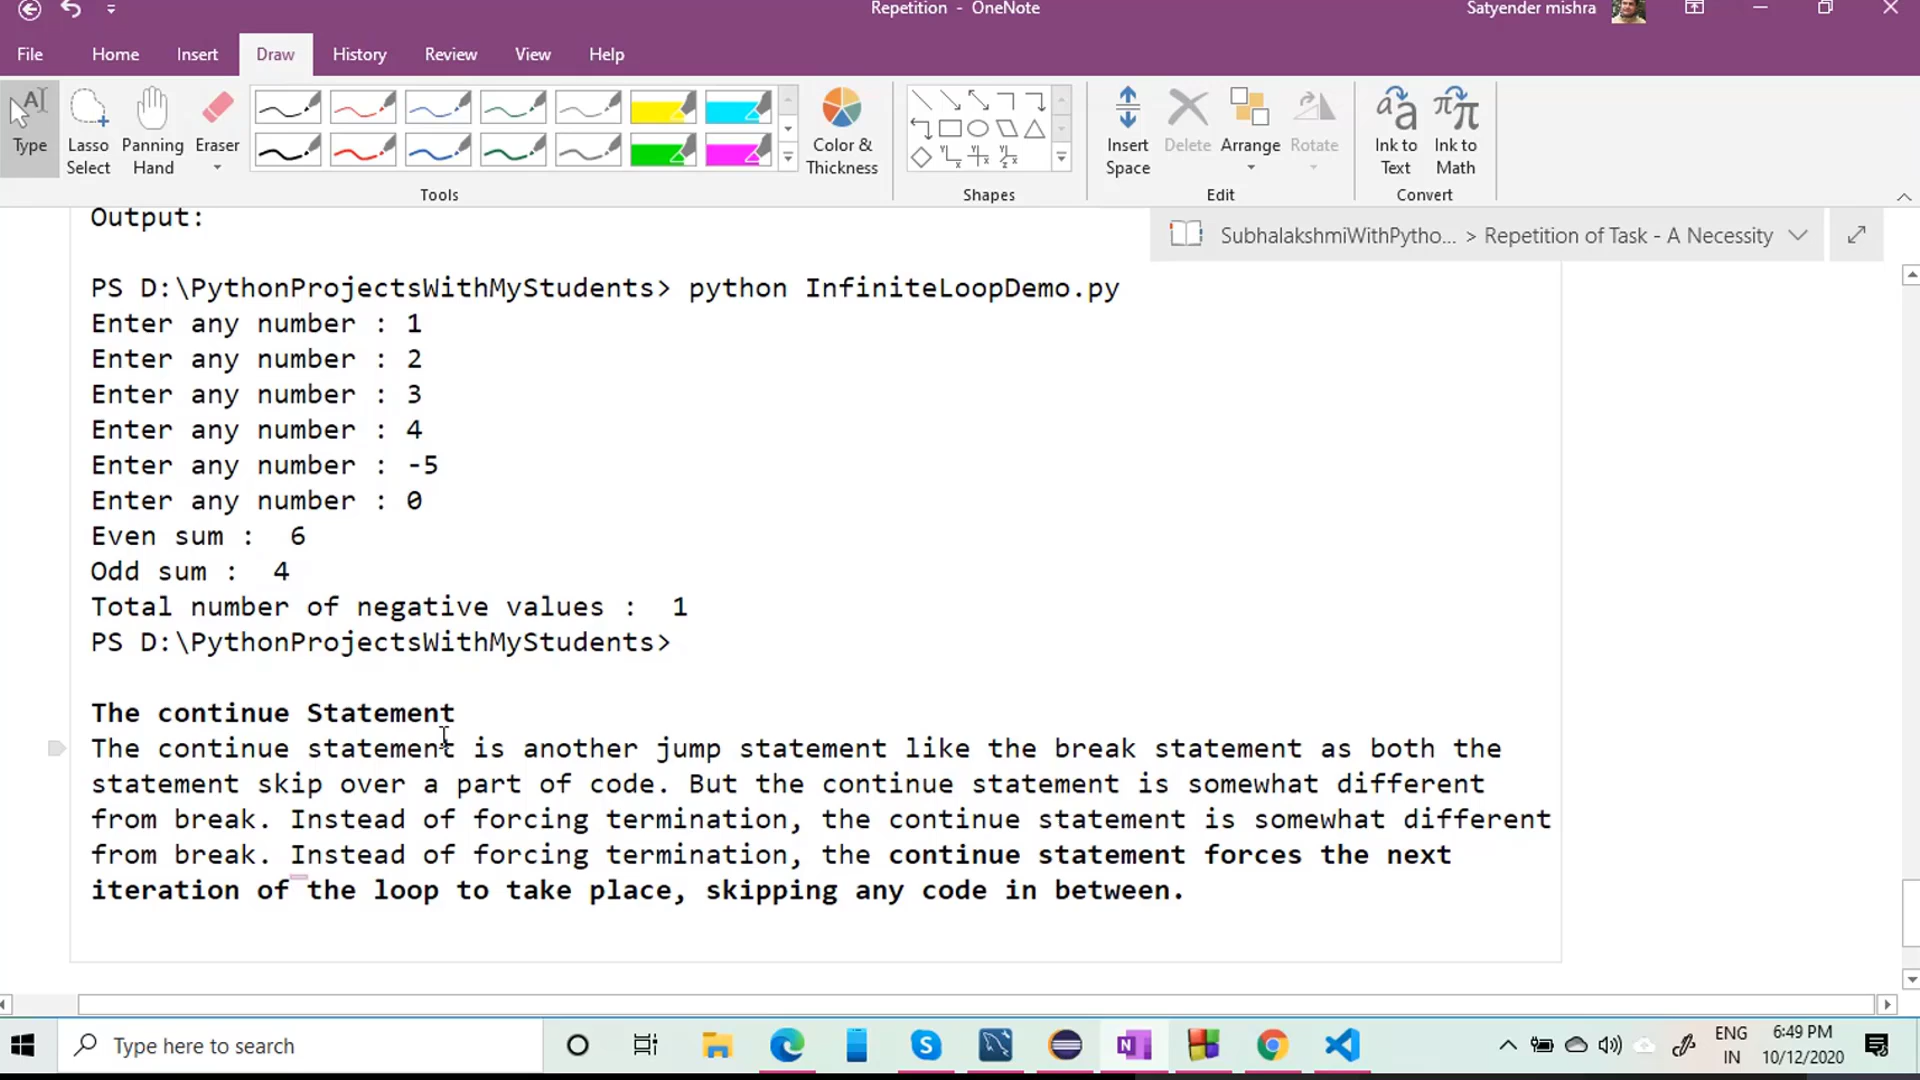 Repetition - OneNote
Satyender mishra
File Home Insert Draw History Review View Help
Type
Lasso Select
Panning Hand
Eraser
Color & Thickness
Insert Space
Delete
Arrange
Rotate
Ink to Text
Ink to Math
Tools
Shapes
Edit
Convert
SubhalakshmiWithPytho... > Repetition of Task - A Necessity
Output:
PS D:\PythonProjectsWithMyStudents> python InfiniteLoopDemo.py
Enter any number : 1
Enter any number : 2
Enter any number : 3
Enter any number : 4
Enter any number : -5
Enter any number : 0
Even sum :  6
Odd sum :  4
Total number of negative values :  1
PS D:\PythonProjectsWithMyStudents>
The continue Statement
The continue statement is another jump statement like the break statement as both the
statement skip over a part of code. But the continue statement is somewhat different
from break. Instead of forcing termination, the continue statement is somewhat different
from break. Instead of forcing termination, the continue statement forces the next
iteration of the loop to take place, skipping any code in between.
Type here to search
ENG
IN
6:49 PM
10/12/2020